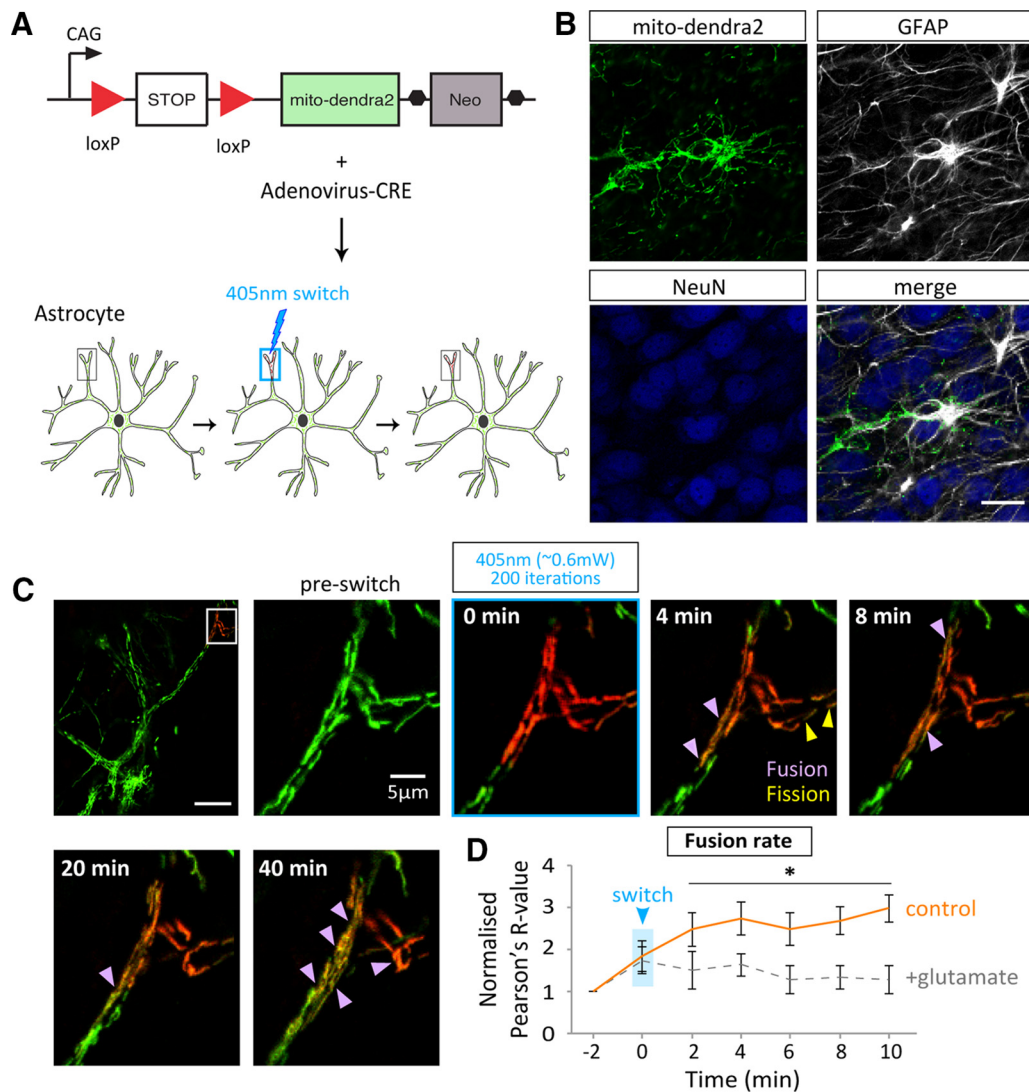 A
CAG
STOP
mito-dendra2
Neo
loxP
loxP
+
Adenovirus-CRE
405nm switch
Astrocyte
B
mito-dendra2
GFAP
NeuN
merge
C
pre-switch
405nm (~0.6mW)
200 iterations
0 min
4 min
8 min
5μm
Fusion
Fission
20 min
40 min
D
Fusion rate
switch
*
control
+glutamate
Normalised
Pearson's R-value
4
3
2
1
0
-2 0 2 4 6 8 10
Time (min)